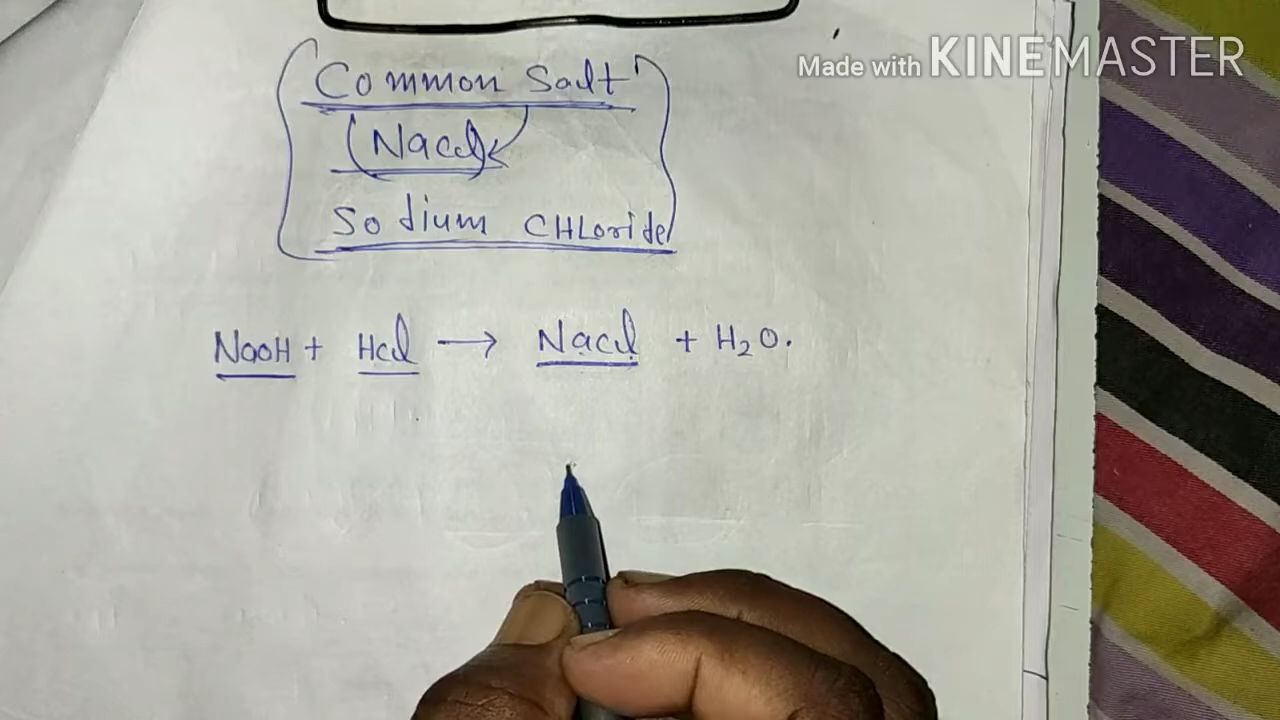 Made with KINEMASTER
"Common Salt"
(Nacl)
Sodium CHLoride
NaOH + Hcl → Nacl + H2O.